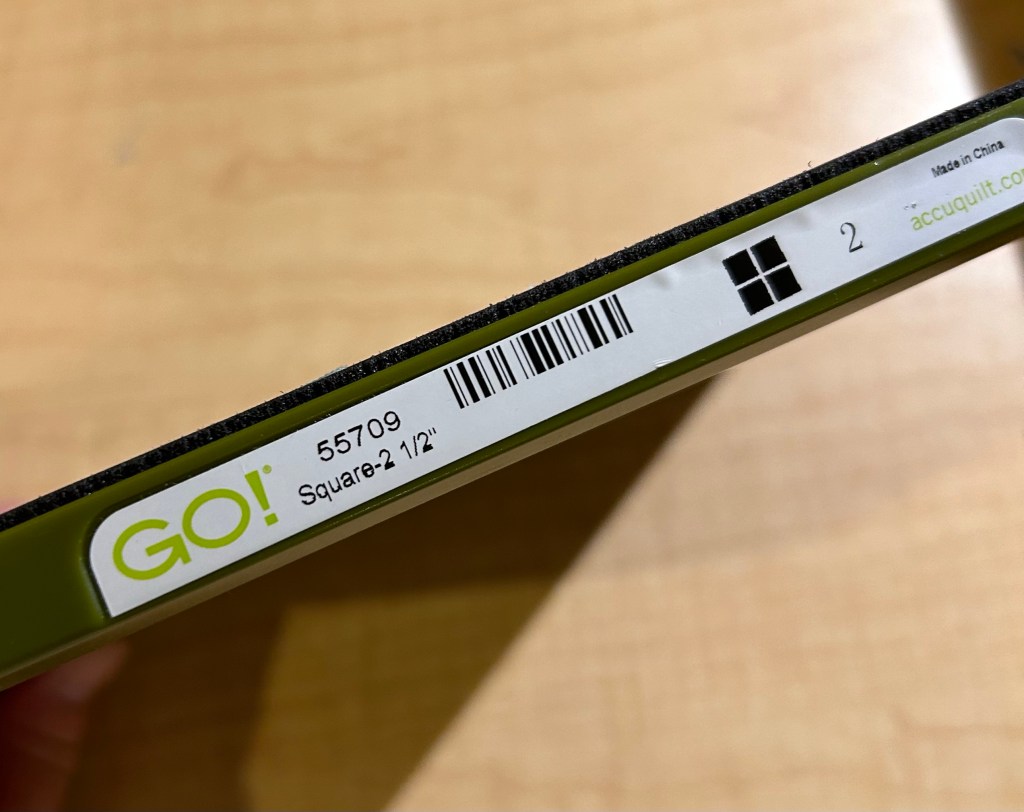 GO!®
55709
Square-2 1/2"
2
Made in China
accuquilt.co